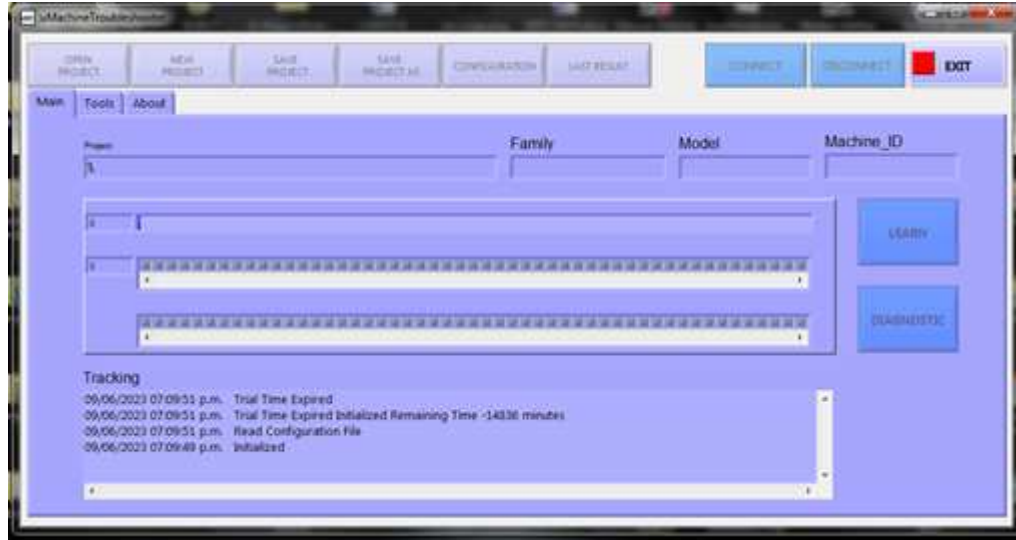 uMachineTroubleshooter
OPEN PROJECT
NEW PROJECT
SAVE PROJECT
SAVE PROJECT AS
CONFIGURATION
LAST RESULT
CONNECT
DISCONNECT
EXIT
Main Tools About
Project Family Model Machine_ID
LEARN
DIAGNOSTIC
Tracking
09/06/2023 07:09:51 p.m. Trial Time Expired
09/06/2023 07:09:51 p.m. Trial Time Expired Initialized Remaining Time -14836 minutes
09/06/2023 07:09:51 p.m. Read Configuration File
09/06/2023 07:09:49 p.m. Initialized